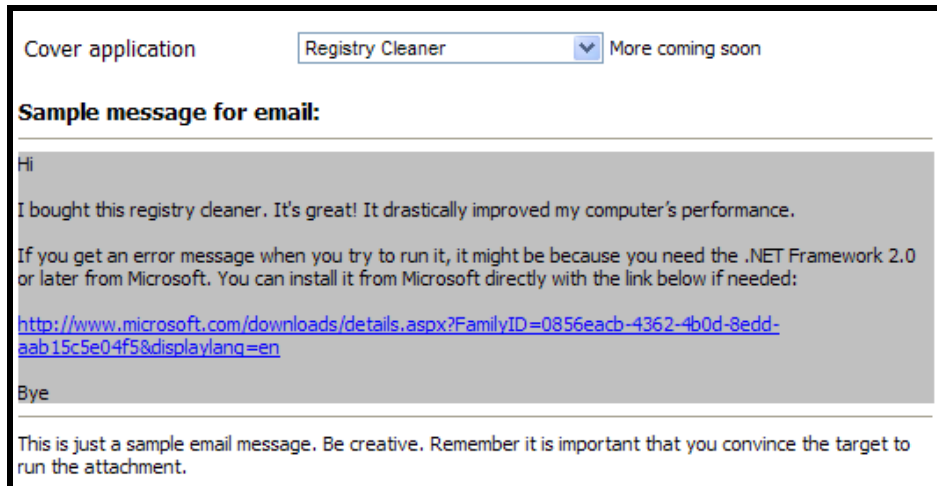 Cover application
Registry Cleaner
More coming soon
Sample message for email:
Hi
I bought this registry cleaner. It's great! It drastically improved my computer’s performance.
If you get an error message when you try to run it, it might be because you need the .NET Framework 2.0
or later from Microsoft. You can install it from Microsoft directly with the link below if needed:
http://www.microsoft.com/downloads/details.aspx?FamilyID=0856eacb-4362-4b0d-8edd-
aab15c5e04f5&displaylang=en
Bye
This is just a sample email message. Be creative. Remember it is important that you convince the target to
run the attachment.